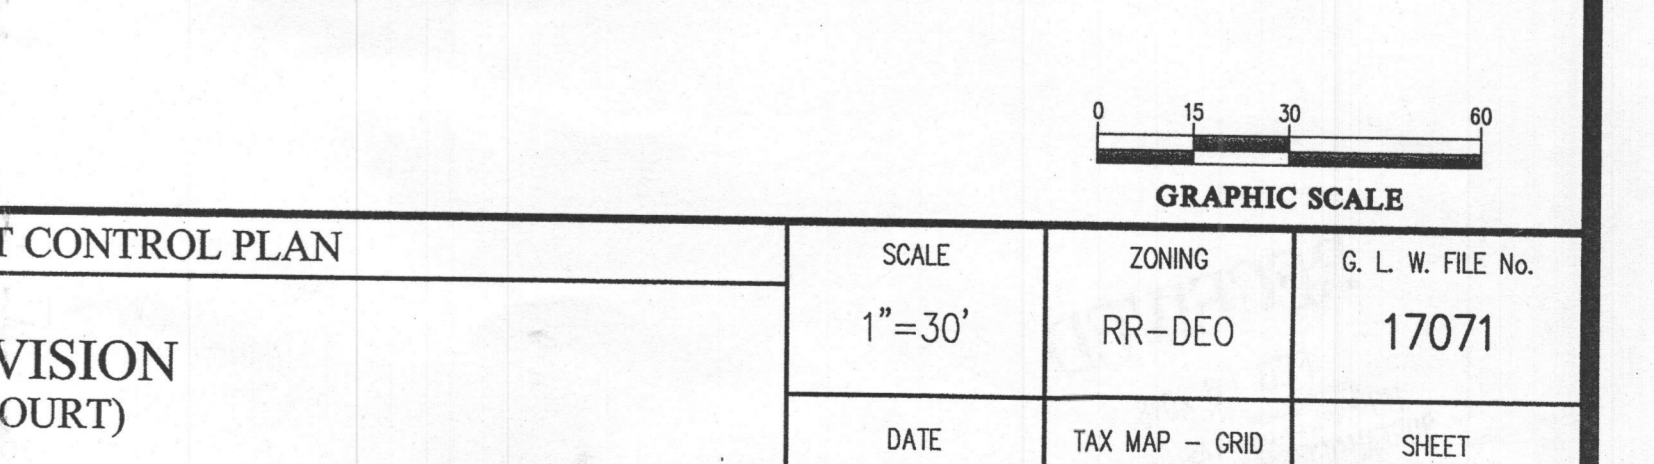 0 15 30 60
GRAPHIC SCALE
T CONTROL PLAN
VISION
OURT)
SCALE
1"=30'
ZONING
RR-DEO
G. L. W. FILE No.
17071
DATE
TAX MAP - GRID
SHEET